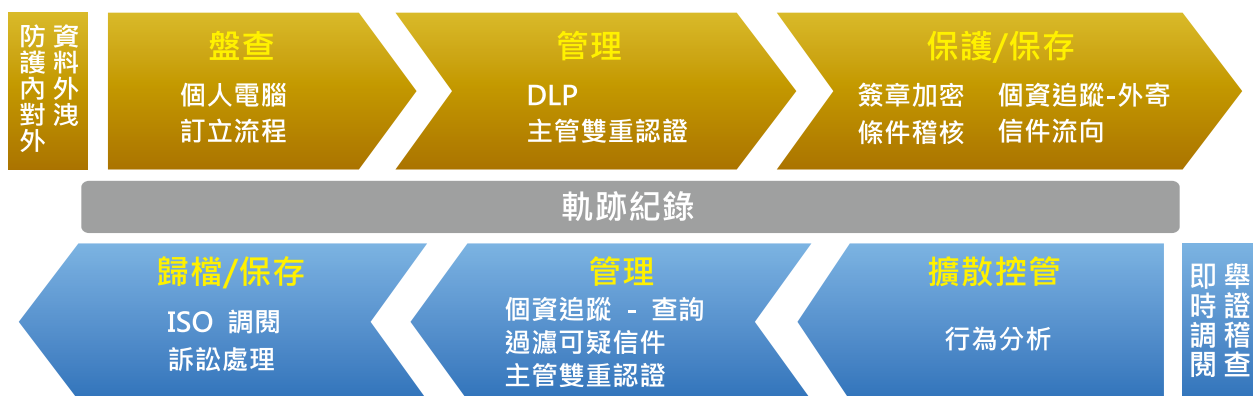 資料外洩
防護內對外
盤查
個人電腦
訂立流程
管理
DLP
主管雙重認證
保護/保存
簽章加密 個資追蹤-外寄
條件稽核 信件流向
軌跡紀錄
歸檔/保存
ISO 調閱
訴訟處理
管理
個資追蹤 - 查詢
過濾可疑信件
主管雙重認證
擴散控管
行為分析
舉證稽查
即時調閱